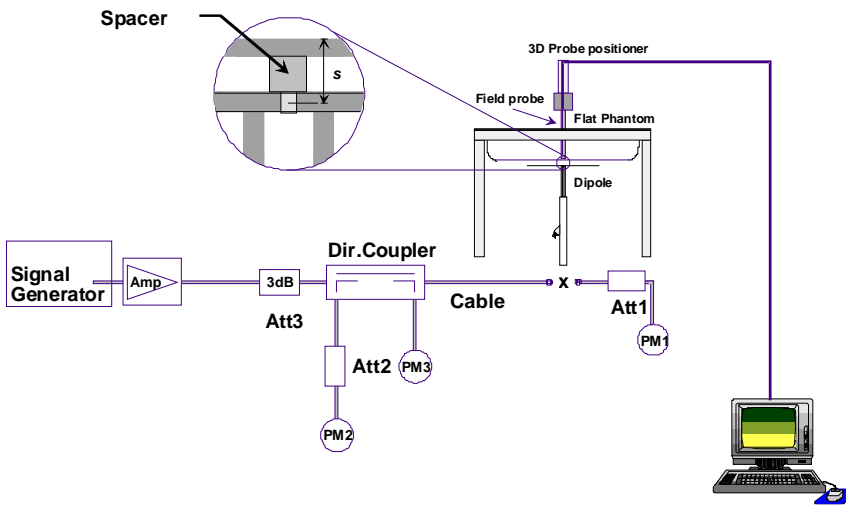 Spacer
s
3D Probe positioner
Field probe
Flat Phantom
Dipole
Signal
Generator
Amp
3dB
Att3
Dir.Coupler
Cable
x
Att1
PM1
Att2
PM3
PM2